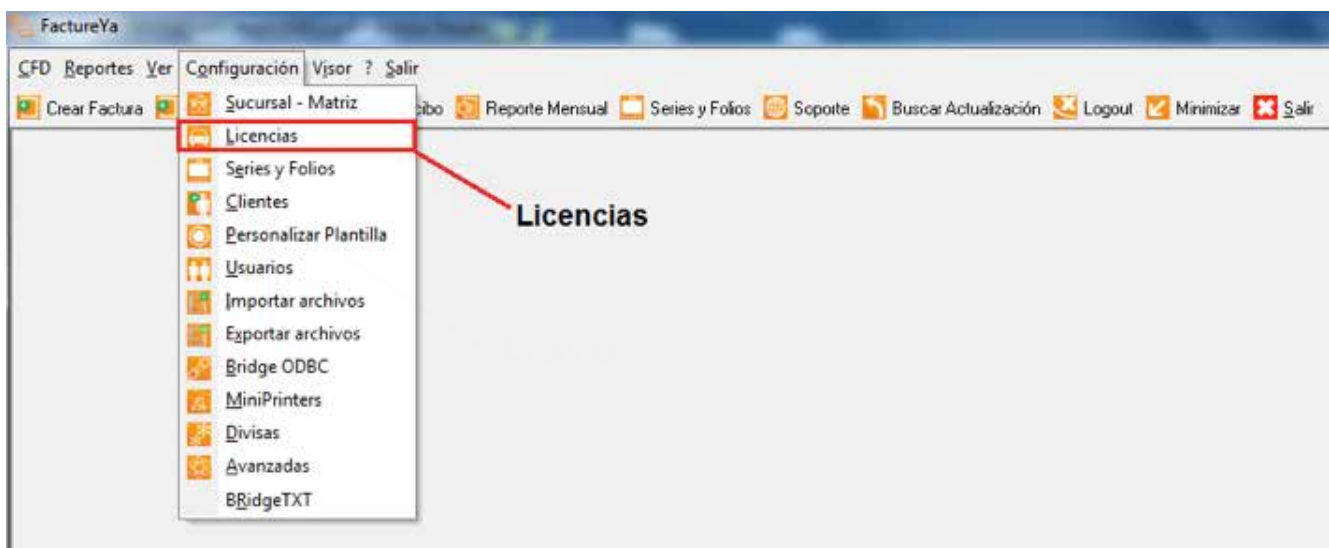 FactureYa
CFD Reportes Ver Configuración Visor ? Salir
Crear Factura cibo Reporte Mensual Series y Folios Soporte Buscar Actualización Logout Minimizar Salir
Sucursal - Matriz
Licencias
Series y Folios
Licencias
Clientes
Personalizar Plantilla
Usuarios
Importar archivos
Exportar archivos
Bridge ODBC
MiniPrinters
Divisas
Avanzadas
BRidgeTXT